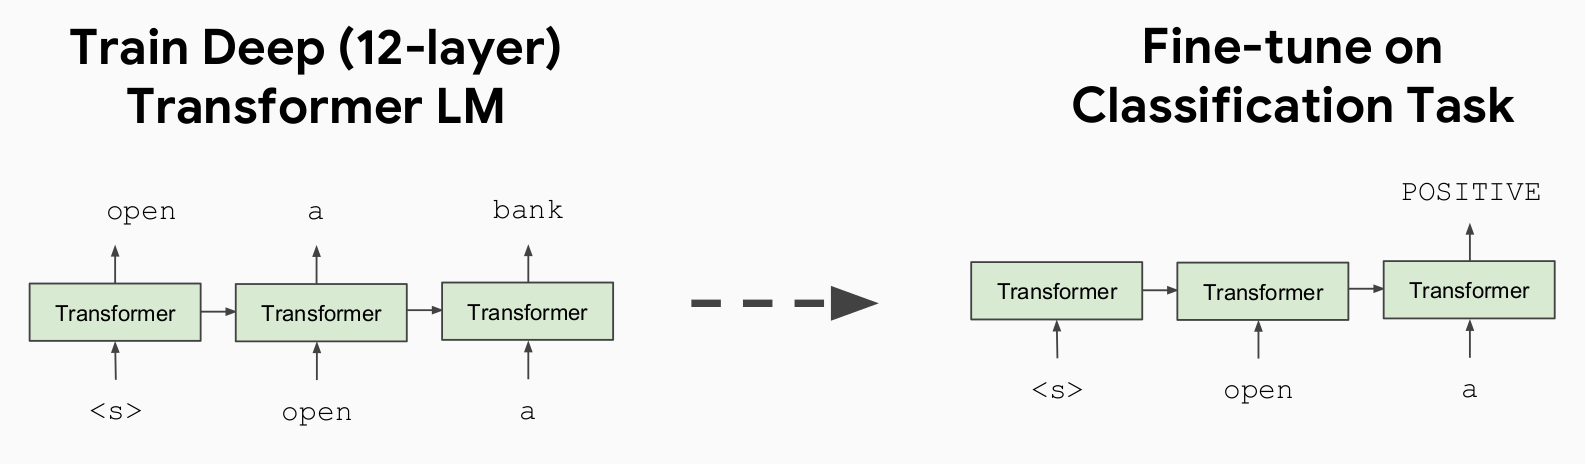 Train Deep (12-layer)
Transformer LM
open a bank
Transformer Transformer Transformer
<s> open a
Fine-tune on
Classification Task
POSITIVE
Transformer Transformer Transformer
<s> open a